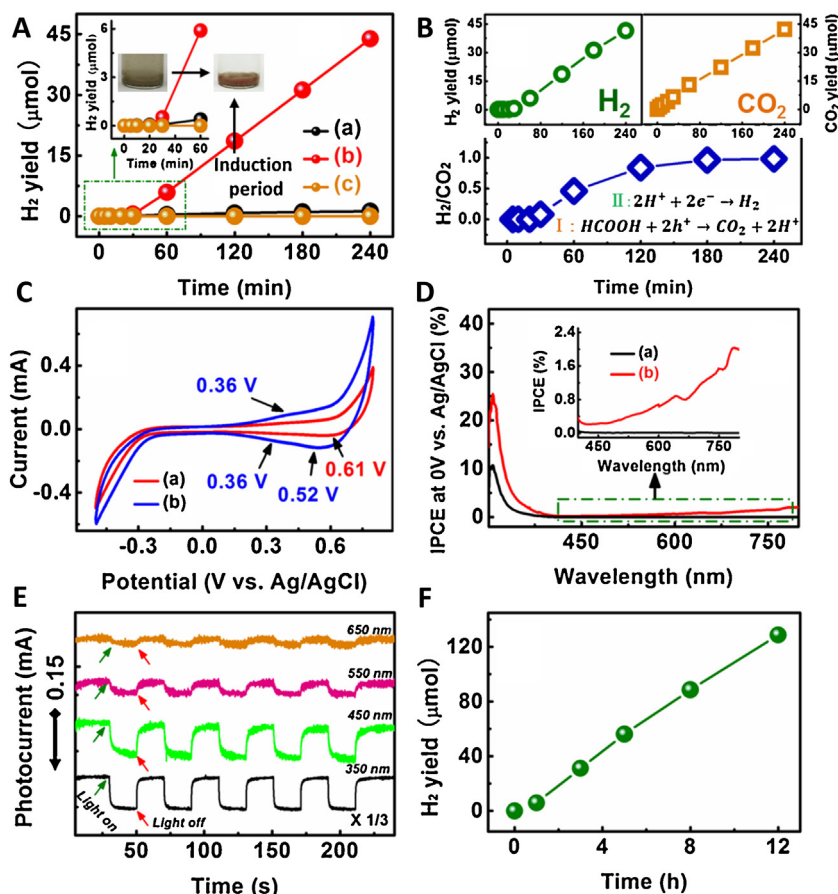 A
H₂ yield (μmol)
45
30
15
0
H₂ yield (μmol)
6
4
2
0
0 20 40 60
Time (min)
Induction
period
(a)
(b)
(c)
0 60 120 180 240
Time (min)
B
H₂ yield (μmol)
45
30
15
0
H₂
0 80 160 240
CO₂
45
30
15
0
CO₂ yield (μmol)
0 80 160 240
H₂/CO₂
1.0
0.5
0.0
II : 2H⁺ + 2e⁻ → H₂
I : HCOOH + 2h⁺ → CO₂ + 2H⁺
0 60 120 180 240
Time (min)
C
Current (mA)
0.4
0.0
-0.4
0.36 V
0.36 V
0.52 V
0.61 V
(a)
(b)
-0.3 0.0 0.3 0.6
Potential (V vs. Ag/AgCl)
D
IPCE at 0V vs. Ag/AgCl (%)
40
30
20
10
0
IPCE (%)
2.4
1.8
1.2
0.6
0.0
(a)
(b)
450 600 750
Wavelength (nm)
450 600 750
Wavelength (nm)
E
Photocurrent (mA)
0.15
650 nm
550 nm
450 nm
350 nm
Light on
Light off
X 1/3
50 100 150 200
Time (s)
F
H₂ yield (μmol)
120
80
40
0
0 4 8 12
Time (h)